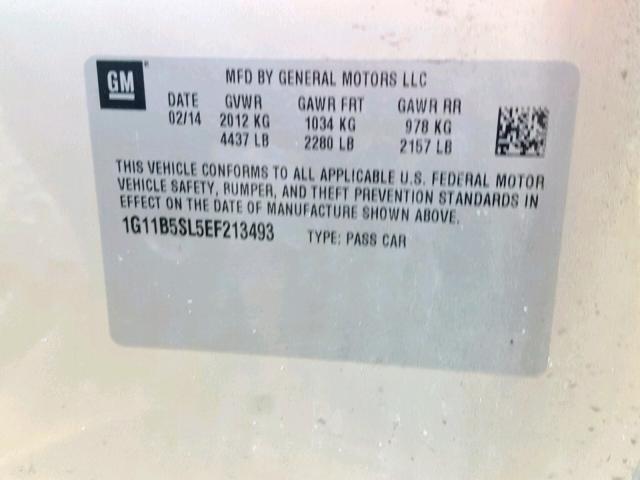 GM
MFD BY GENERAL MOTORS LLC
DATE GVWR GAWR FRT GAWR RR
02/14 2012 KG 1034 KG 978 KG
4437 LB 2280 LB 2157 LB
THIS VEHICLE CONFORMS TO ALL APPLICABLE U.S. FEDERAL MOTOR
VEHICLE SAFETY, BUMPER, AND THEFT PREVENTION STANDARDS IN
EFFECT ON THE DATE OF MANUFACTURE SHOWN ABOVE.
1G11B5SL5EF213493 TYPE: PASS CAR